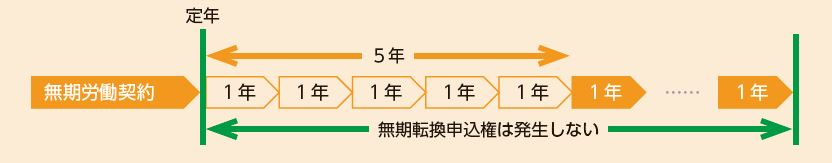 定年
5年
無期労働契約 1年 1年 1年 1年 1年 1年 …… 1年
無期転換申込権は発生しない